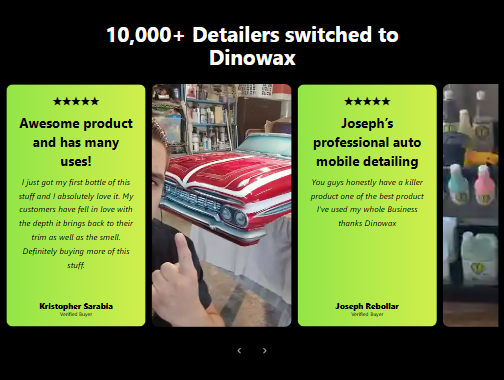 10,000+ Detailers switched to
Dinowax
★★★★★
Awesome product
and has many
uses!
I just got my first bottle of this
stuff and I absolutely love it. My
customers have fell in love with
the depth it brings back to their
trim as well as the smell.
Definitely buying more of this
stuff.
Kristopher Sarabia
Verified Buyer
★★★★★
Joseph's
professional auto
mobile detailing
You guys honestly have a killer
product one of the best product
I've used my whole Business
thanks Dinowax
Joseph Rebollar
Verified Buyer
‹ ›